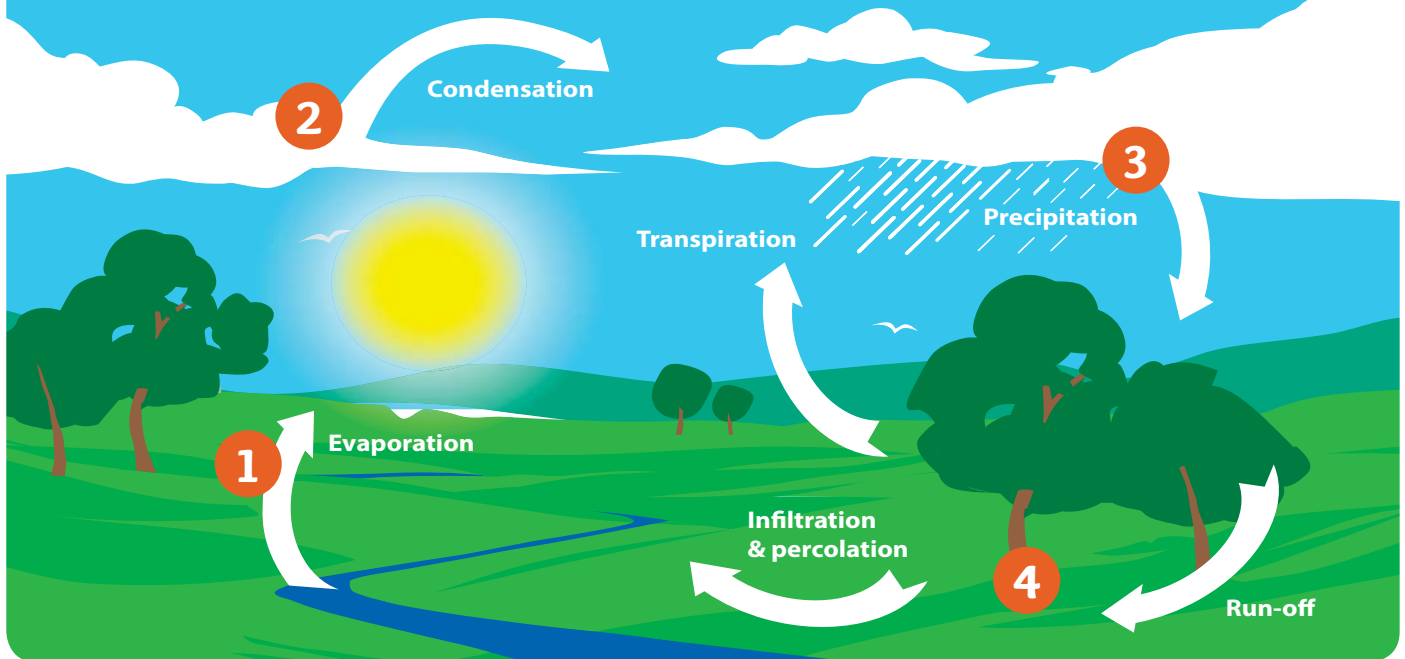 2
Condensation
3
Precipitation
Transpiration
1
Evaporation
Infiltration
& percolation
4
Run-off